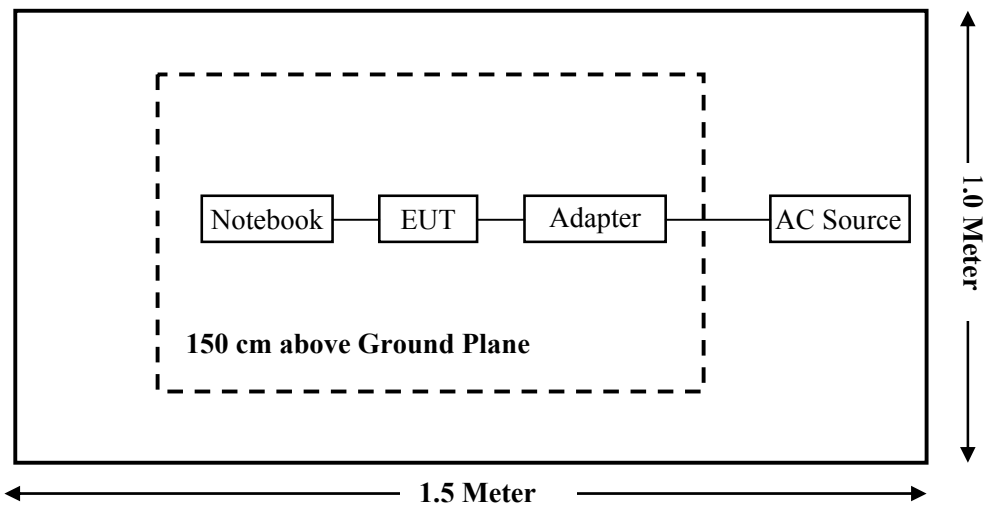 Notebook
EUT
Adapter
AC Source
1.0 Meter
150 cm above Ground Plane
1.5 Meter